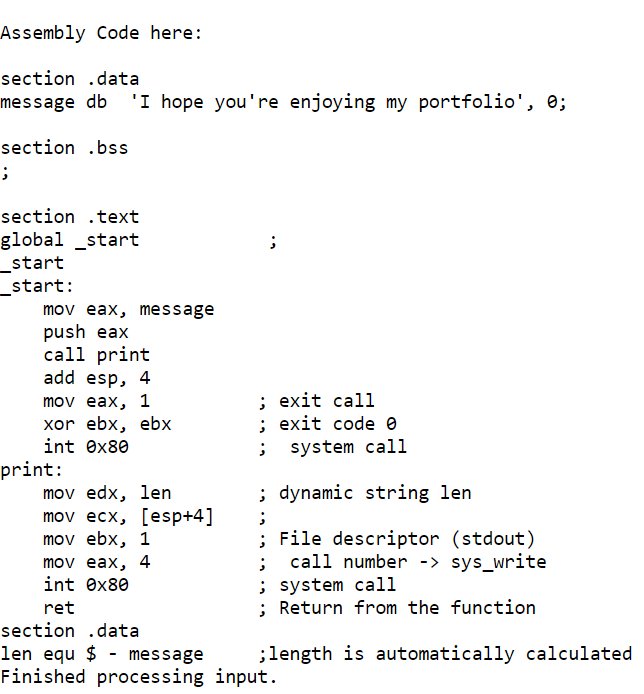 Assembly Code here:
section .data
message db  'I hope you're enjoying my portfolio', 0;
section .bss
;
section .text
global _start            ;
_start
_start:
    mov eax, message
    push eax
    call print
    add esp, 4
    mov eax, 1          ; exit call
    xor ebx, ebx        ; exit code 0
    int 0x80            ;  system call
print:
    mov edx, len        ; dynamic string len
    mov ecx, [esp+4]    ;
    mov ebx, 1          ; File descriptor (stdout)
    mov eax, 4          ;  call number -> sys_write
    int 0x80            ; system call
    ret                 ; Return from the function
section .data
len equ $ - message     ;length is automatically calculated
Finished processing input.